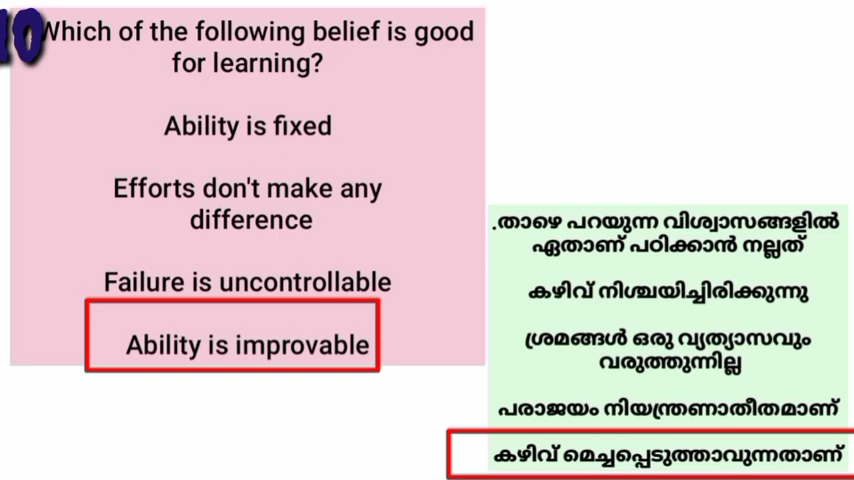 10
Which of the following belief is good
for learning?
Ability is fixed
Efforts don't make any
difference
Failure is uncontrollable
Ability is improvable
.താഴെ പറയുന്ന വിശ്വാസങ്ങളിൽ
ഏതാണ് പഠിക്കാൻ നല്ലത്
കഴിവ് നിശ്ചയിച്ചിരിക്കുന്നു
ശ്രമങ്ങൾ ഒരു വ്യത്യാസവും
വരുത്തുന്നില്ല
പരാജയം നിയന്ത്രണാതീതമാണ്
കഴിവ് മെച്ചപ്പെടുത്താവുന്നതാണ്